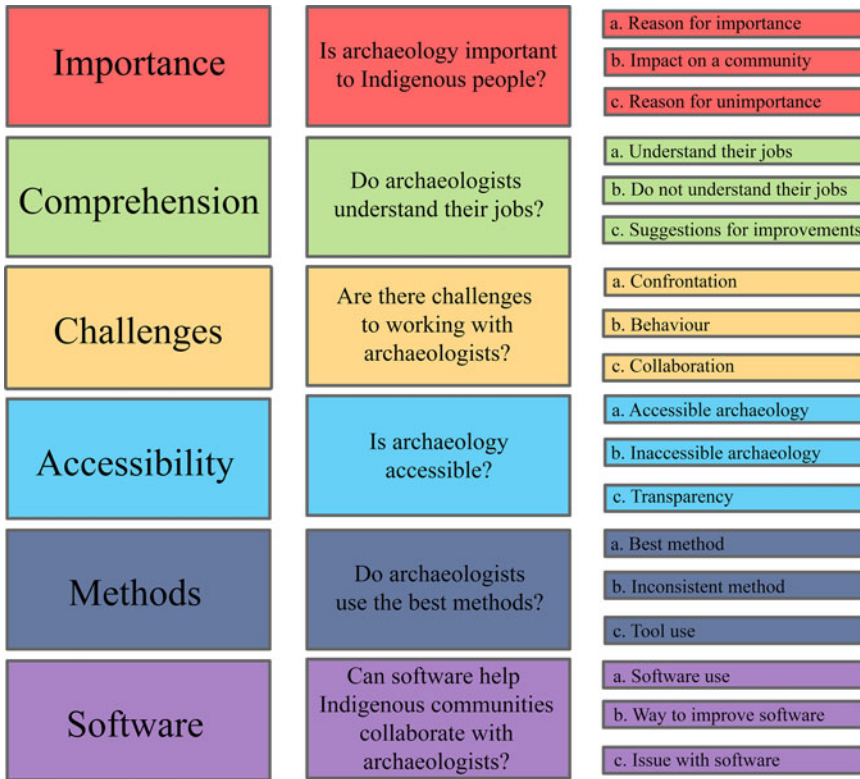 Importance
Is archaeology important
to Indigenous people?
a. Reason for importance
b. Impact on a community
c. Reason for unimportance
Comprehension
Do archaeologists
understand their jobs?
a. Understand their jobs
b. Do not understand their jobs
c. Suggestions for improvements
Challenges
Are there challenges
to working with
archaeologists?
a. Confrontation
b. Behaviour
c. Collaboration
Accessibility
Is archaeology
accessible?
a. Accessible archaeology
b. Inaccessible archaeology
c. Transparency
Methods
Do archaeologists
use the best methods?
a. Best method
b. Inconsistent method
c. Tool use
Software
Can software help
Indigenous communities
collaborate with
archaeologists?
a. Software use
b. Way to improve software
c. Issue with software